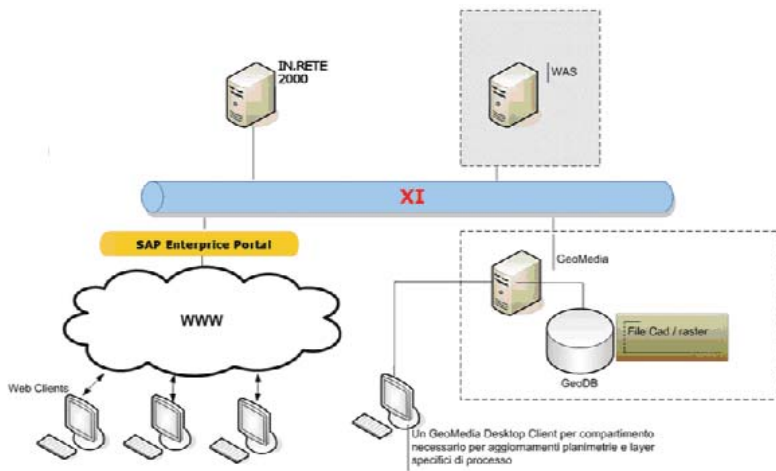 IN.RETE
2000
WAS
XI
SAP Enterprice Portal
GeoMedia
WWW
File Cad / raster
GeoDB
Web Clients
Un GeoMedia Desktop Client per compartimento
necessario per aggiornamenti planimetrie e layer
specifici di processo